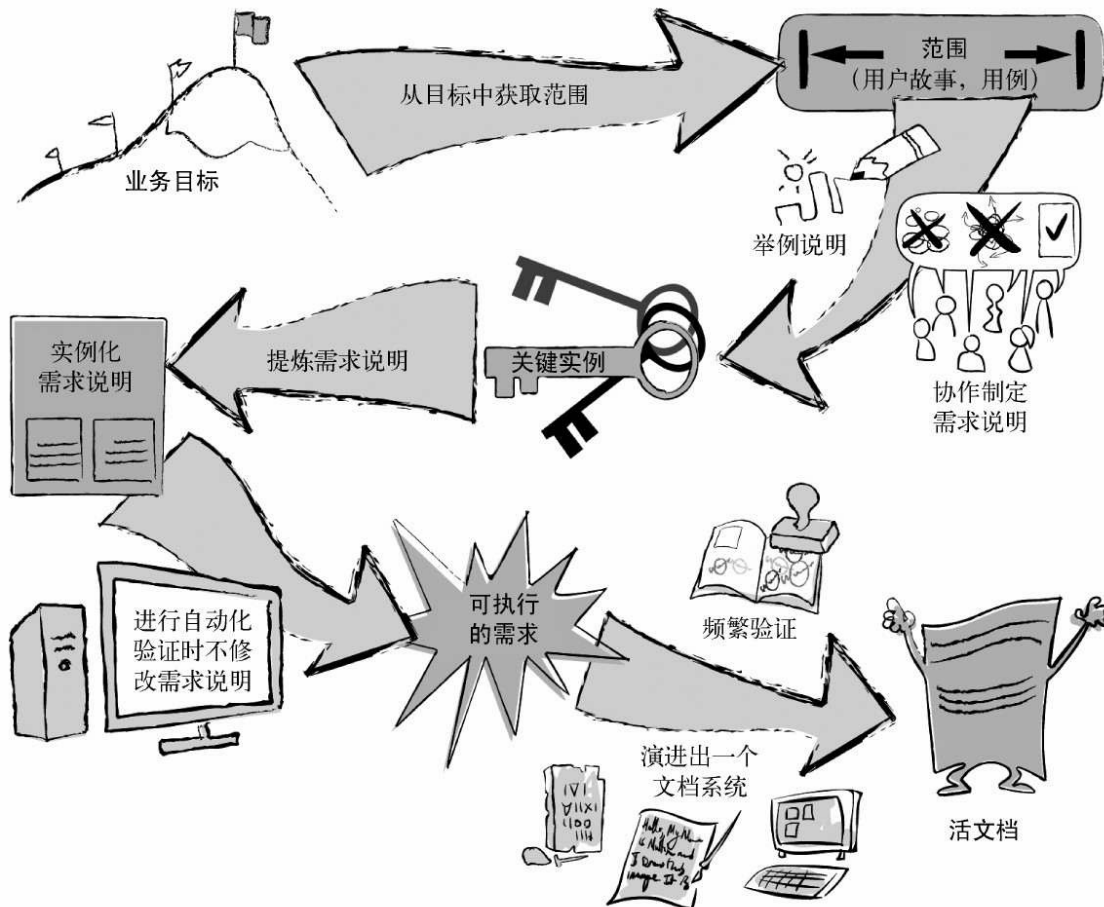 从目标中获取范围
范围
（用户故事，用例）
业务目标
举例说明
协作制定
需求说明
关键实例
提炼需求说明
实例化
需求说明
进行自动化
验证时不修
改需求说明
可执行
的需求
频繁验证
演进出一个
文档系统
活文档
Hello, My Name